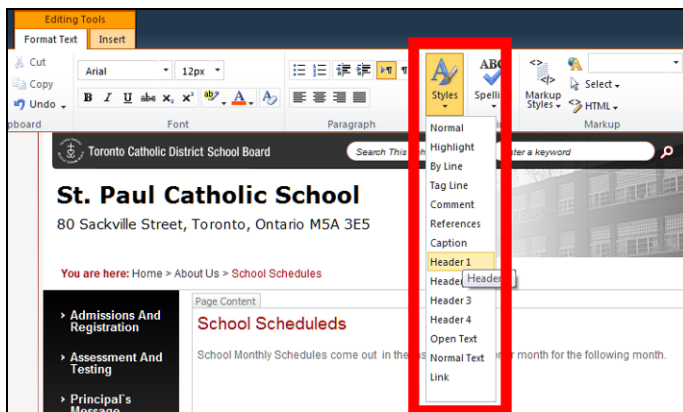 Editing Tools
Format Text Insert
Cut
Copy
Undo
Arial 12px
B I U abc x₂ x²
Styles
Spelli
Markup Styles
Select
HTML
pboard
Font
Paragraph
Markup
Normal
Highlight
By Line
Tag Line
Comment
References
Caption
Header 1
Heade
Header
Header 3
Header 4
Open Text
Normal Text
Link
Toronto Catholic District School Board
Search This
ter a keyword
St. Paul Catholic School
80 Sackville Street, Toronto, Ontario M5A 3E5
You are here: Home > About Us > School Schedules
Admissions And
Registration
Assessment And
Testing
Principal's
Message
Page Content
School Scheduleds
School Monthly Schedules come out in the
month for the following month.